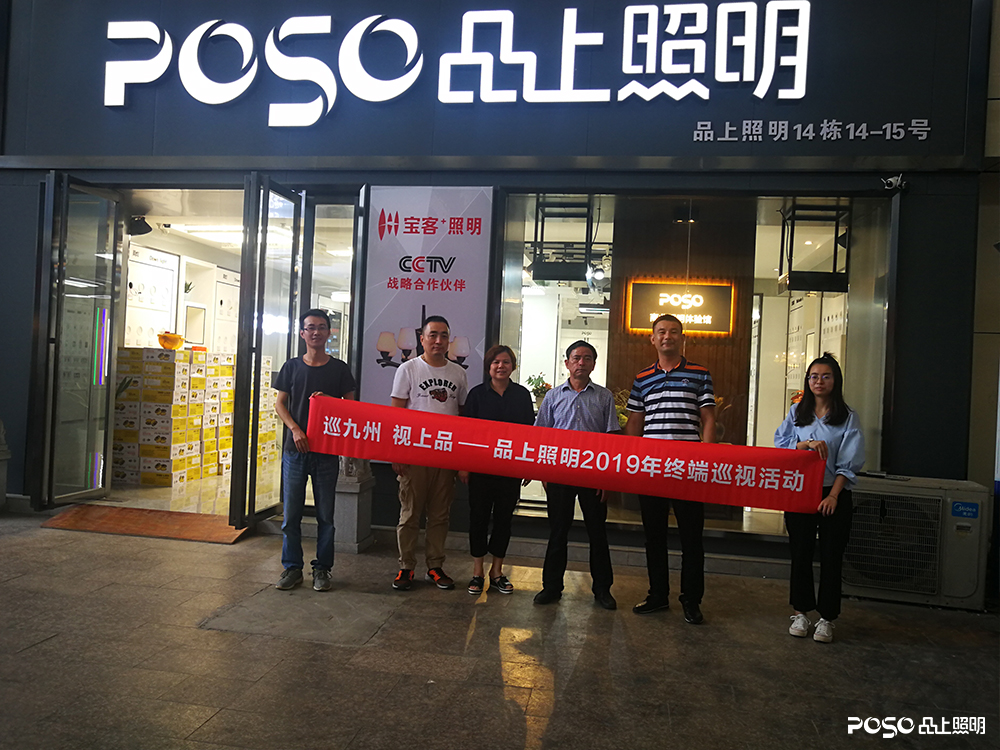 POSO 品上照明
品上照明14栋14-15号
宝客+照明
CCTV
战略合作伙伴
POSO
EXPLORER
巡九州 视上品——品上照明2019年终端巡视活动
Midea
POSO 品上照明